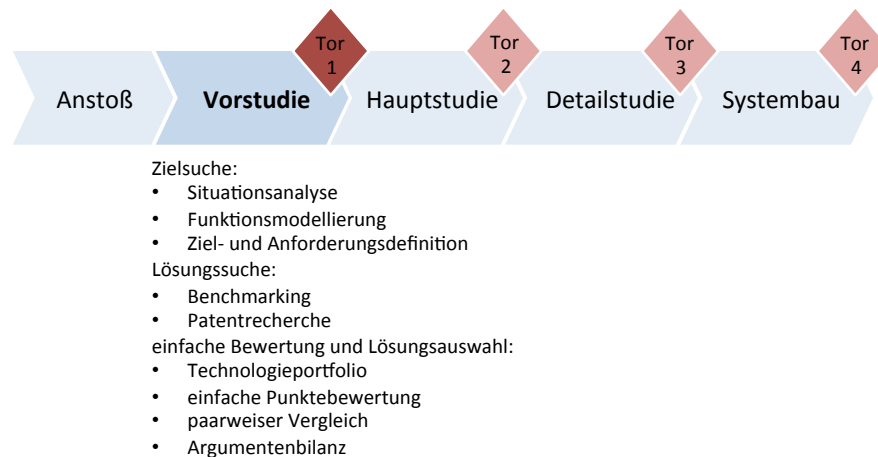 Tor 1
Tor 2
Tor 3
Tor 4
Anstoß
Vorstudie
Hauptstudie
Detailstudie
Systembau
Zielsuche:
• Situationsanalyse
• Funktionsmodellierung
• Ziel- und Anforderungsdefinition
Lösungssuche:
• Benchmarking
• Patentrecherche
einfache Bewertung und Lösungsauswahl:
• Technologieportfolio
• einfache Punktebewertung
• paarweiser Vergleich
• Argumentenbilanz